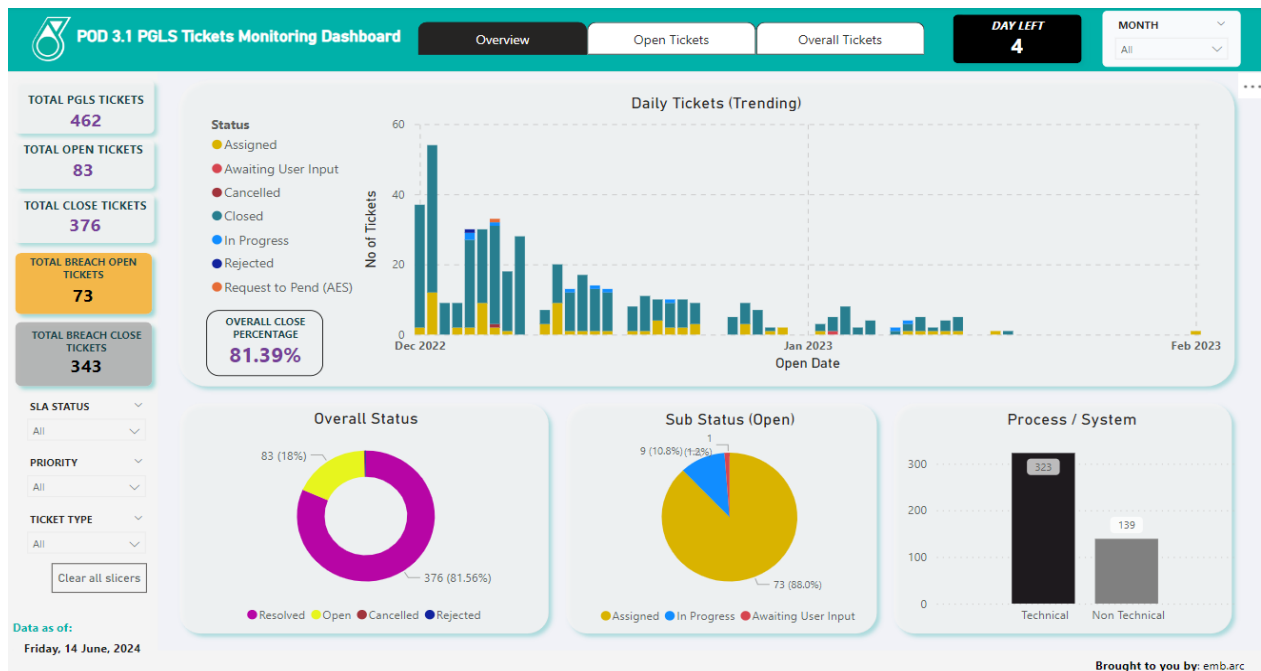 POD 3.1 PGLS Tickets Monitoring Dashboard
Overview
Open Tickets
Overall Tickets
DAY LEFT
4
MONTH
All
TOTAL PGLS TICKETS
462
TOTAL OPEN TICKETS
83
TOTAL CLOSE TICKETS
376
TOTAL BREACH OPEN
TICKETS
73
TOTAL BREACH CLOSE
TICKETS
343
SLA STATUS
All
PRIORITY
All
TICKET TYPE
All
Clear all slicers
Data as of:
Friday, 14 June, 2024
Daily Tickets (Trending)
Status
Assigned
Awaiting User Input
Cancelled
Closed
In Progress
Rejected
Request to Pend (AES)
OVERALL CLOSE
PERCENTAGE
81.39%
No of Tickets
60
40
20
0
Dec 2022
Jan 2023
Feb 2023
Open Date
Overall Status
83 (18%)
376 (81.56%)
Resolved Open Cancelled Rejected
Sub Status (Open)
1
9 (10.8%) (1.2%)
73 (88.0%)
Assigned In Progress Awaiting User Input
Process / System
300
200
100
0
323
139
Technical
Non Technical
Brought to you by: emb.arc